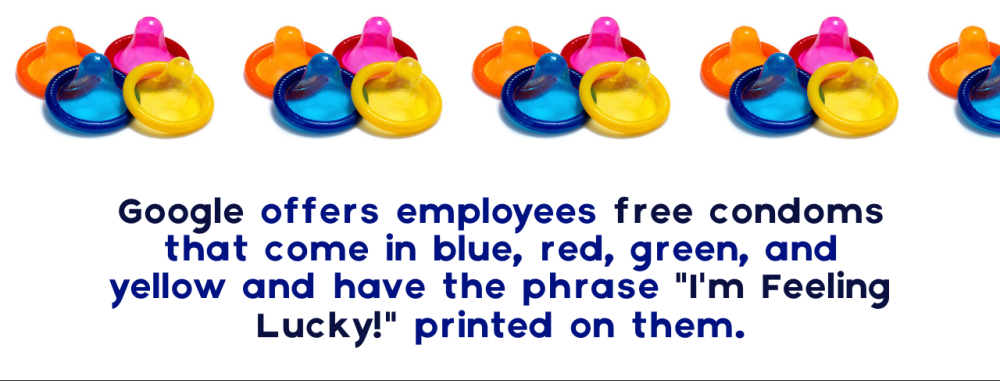 Google offers employees free condoms
that come in blue, red, green, and
yellow and have the phrase "I'm Feeling
Lucky!" printed on them.